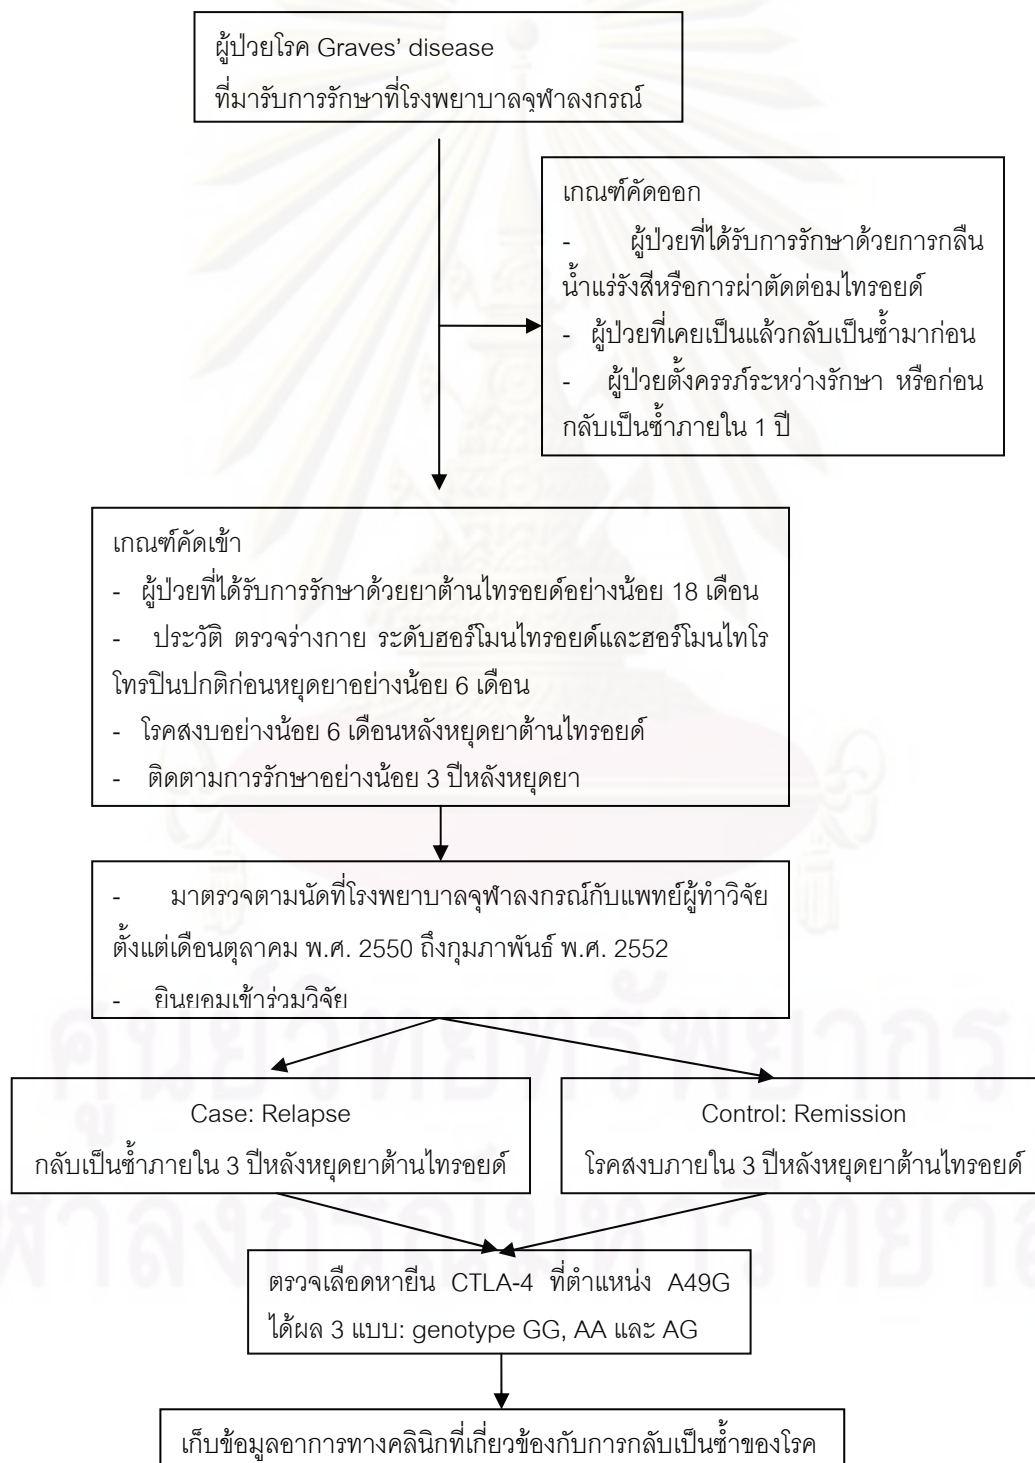 ผู้ป่วยโรค Graves’ disease
ที่มารับการรักษาที่โรงพยาบาลจุฬาลงกรณ์
เกณฑ์คัดออก
- ผู้ป่วยที่ได้รับการรักษาด้วยการกลืน
น้ำแร่รังสีหรือการผ่าตัดต่อมไทรอยด์
- ผู้ป่วยที่เคยเป็นแล้วกลับเป็นซ้ำมาก่อน
- ผู้ป่วยตั้งครรภ์ระหว่างรักษา หรือก่อน
กลับเป็นซ้ำภายใน 1 ปี
เกณฑ์คัดเข้า
- ผู้ป่วยที่ได้รับการรักษาด้วยยาต้านไทรอยด์อย่างน้อย 18 เดือน
- ประวัติ ตรวจร่างกาย ระดับฮอร์โมนไทรอยด์และฮอร์โมนไทโร
โทรปินปกติก่อนหยุดยาอย่างน้อย 6 เดือน
- โรคสงบอย่างน้อย 6 เดือนหลังหยุดยาต้านไทรอยด์
- ติดตามการรักษาอย่างน้อย 3 ปีหลังหยุดยา
- มาตรวจตามนัดที่โรงพยาบาลจุฬาลงกรณ์กับแพทย์ผู้ทำวิจัย
ตั้งแต่เดือนตุลาคม พ.ศ. 2550 ถึงกุมภาพันธ์ พ.ศ. 2552
- ยินยอมเข้าร่วมวิจัย
Case: Relapse
กลับเป็นซ้ำภายใน 3 ปีหลังหยุดยาต้านไทรอยด์
Control: Remission
โรคสงบภายใน 3 ปีหลังหยุดยาต้านไทรอยด์
ตรวจเลือดหายีน CTLA-4 ที่ตำแหน่ง A49G
ได้ผล 3 แบบ: genotype GG, AA และ AG
เก็บข้อมูลอาการทางคลินิกที่เกี่ยวข้องกับการกลับเป็นซ้ำของโรค
ศูนย์วิทยทรัพยากร
ฬาลงกรณ์มหาวิทยาล